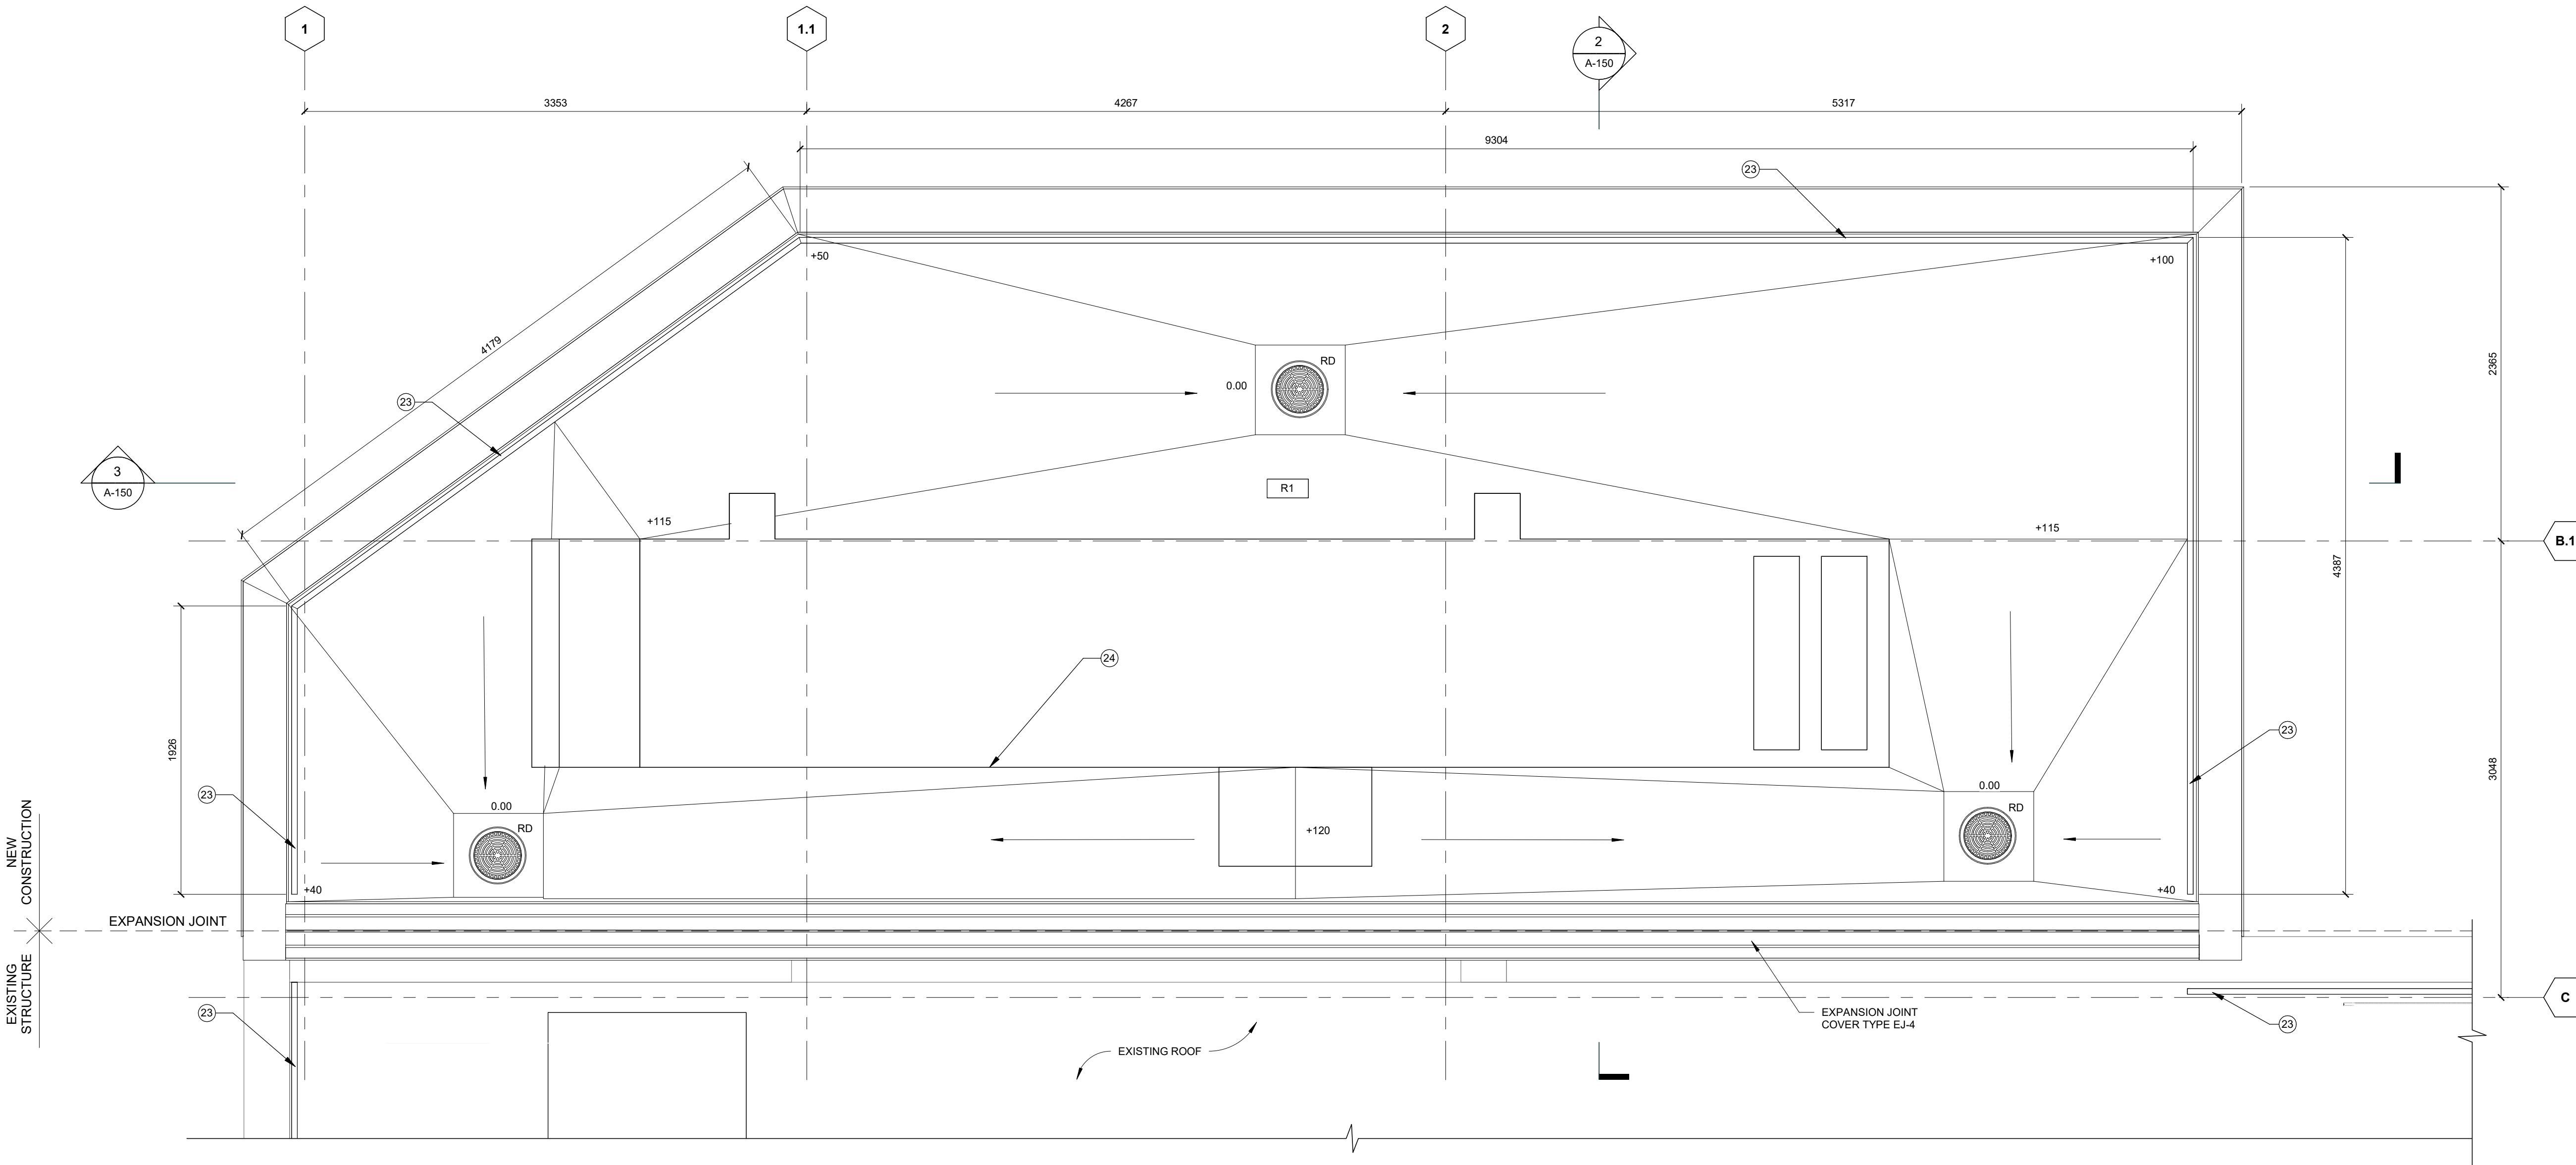 1
1.1
2
2
A-150
3353
4267
5317
9304
23
+50
+100
4179
2365
RD
0.00
23
3
A-150
R1
+115
+115
B.1
4387
24
1926
23
3048
0.00
0.00
RD
RD
23
+120
+40
+40
NEW
CONSTRUCTION
EXPANSION JOINT
EXISTING
STRUCTURE
C
23
EXPANSION JOINT
COVER TYPE EJ-4
23
EXISTING ROOF